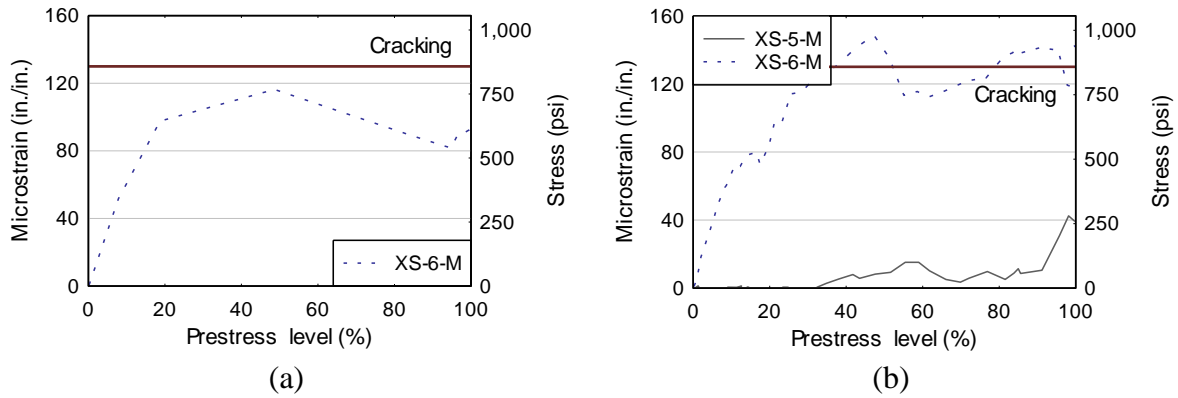 160
120
80
40
0
Microstrain (in./in.)
Cracking
XS-6-M
1,000
750
500
250
0
Stress (psi)
0 20 40 60 80 100
Prestress level (%)
(a)
160
120
80
40
0
Microstrain (in./in.)
XS-5-M
XS-6-M
Cracking
1,000
750
500
250
0
Stress (psi)
0 20 40 60 80 100
Prestress level (%)
(b)